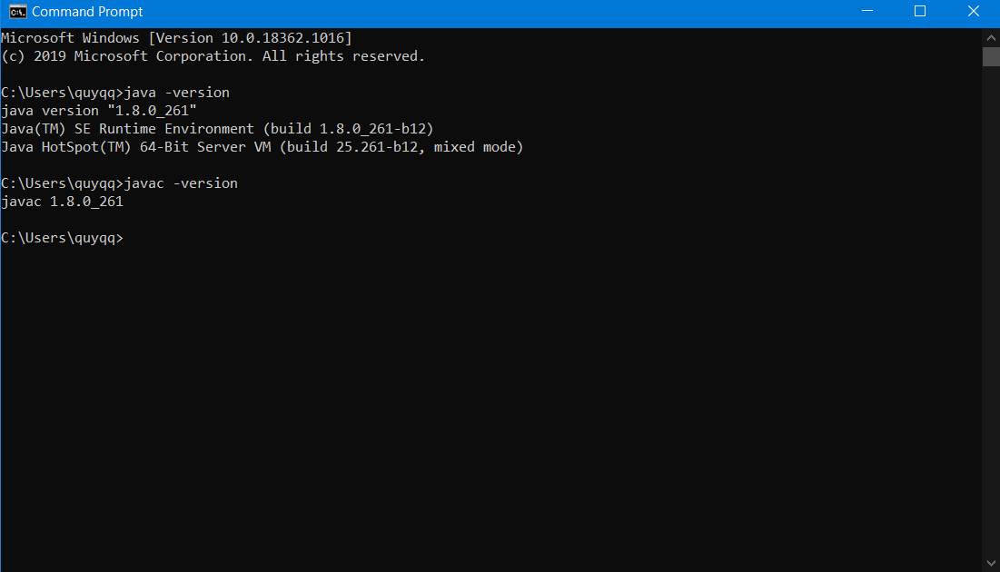 Command Prompt
Microsoft Windows [Version 10.0.18362.1016]
(c) 2019 Microsoft Corporation. All rights reserved.
C:\Users\quyqq>java -version
java version "1.8.0_261"
Java(TM) SE Runtime Environment (build 1.8.0_261-b12)
Java HotSpot(TM) 64-Bit Server VM (build 25.261-b12, mixed mode)
C:\Users\quyqq>javac -version
javac 1.8.0_261
C:\Users\quyqq>